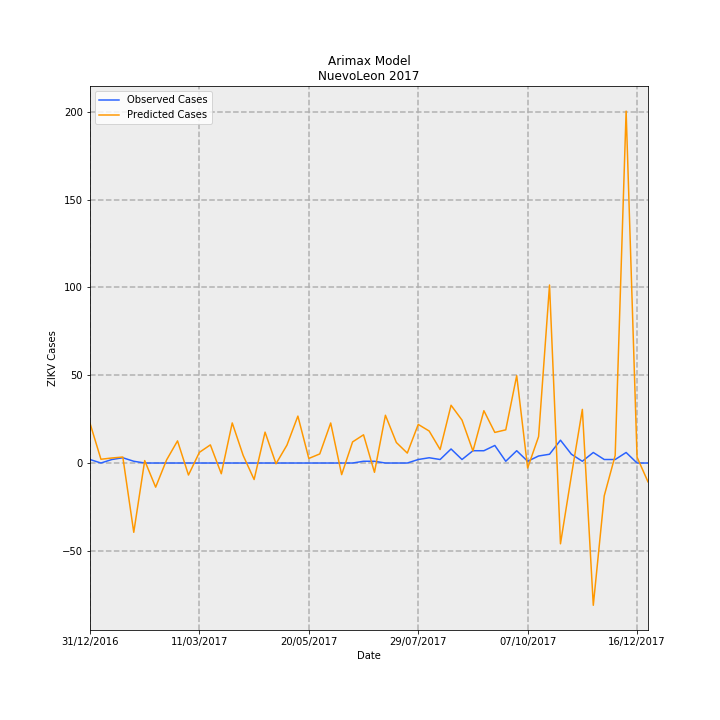 Arimax Model
NuevoLeon 2017
Observed Cases
Predicted Cases
200
150
100
50
0
−50
ZIKV Cases
31/12/2016
11/03/2017
20/05/2017
29/07/2017
07/10/2017
16/12/2017
Date